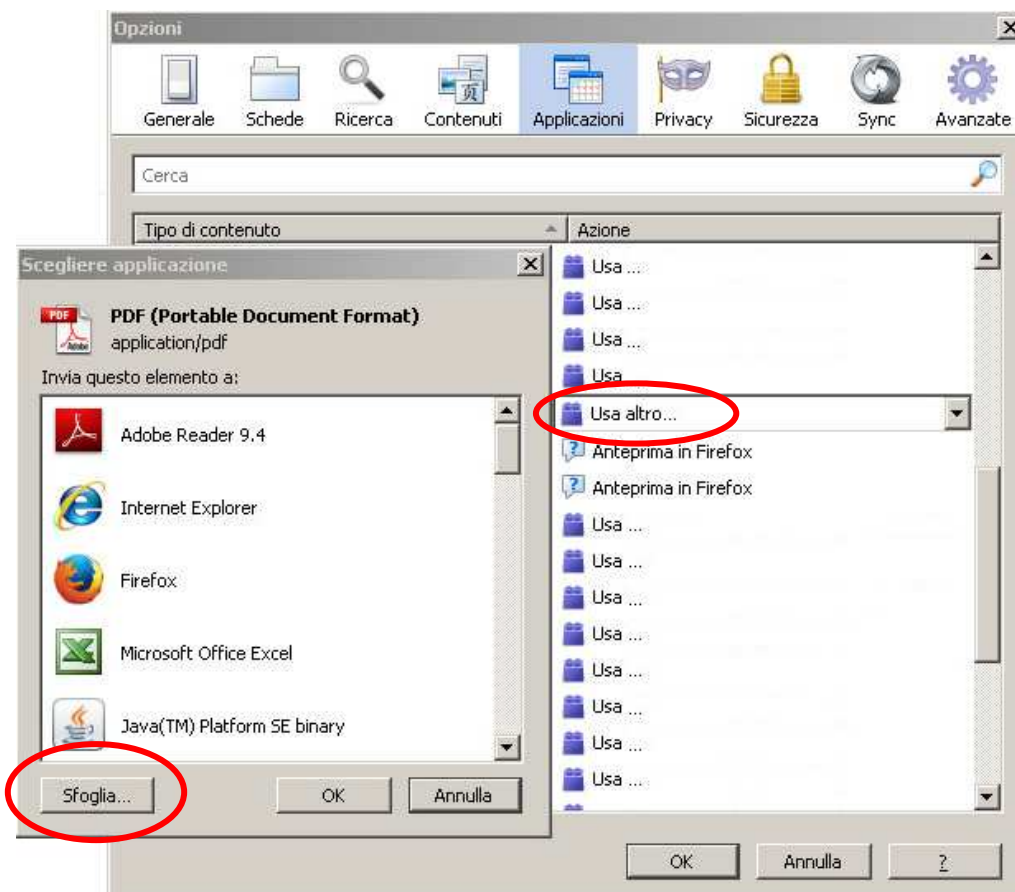 Opzioni
Generale
Schede
Ricerca
Contenuti
Applicazioni
Privacy
Sicurezza
Sync
Avanzate
Cerca
Tipo di contenuto
Azione
Scegliere applicazione
PDF
Adobe
PDF (Portable Document Format)
application/pdf
Invia questo elemento a:
Adobe Reader 9.4
Internet Explorer
Firefox
Microsoft Office Excel
Java(TM) Platform SE binary
Sfoglia...
OK
Annulla
Usa ...
Usa ...
Usa ...
Usa
Usa altro...
Anteprima in Firefox
Anteprima in Firefox
Usa ...
Usa ...
Usa ...
Usa ...
Usa ...
Usa ...
Usa ...
Usa ...
OK
Annulla
?